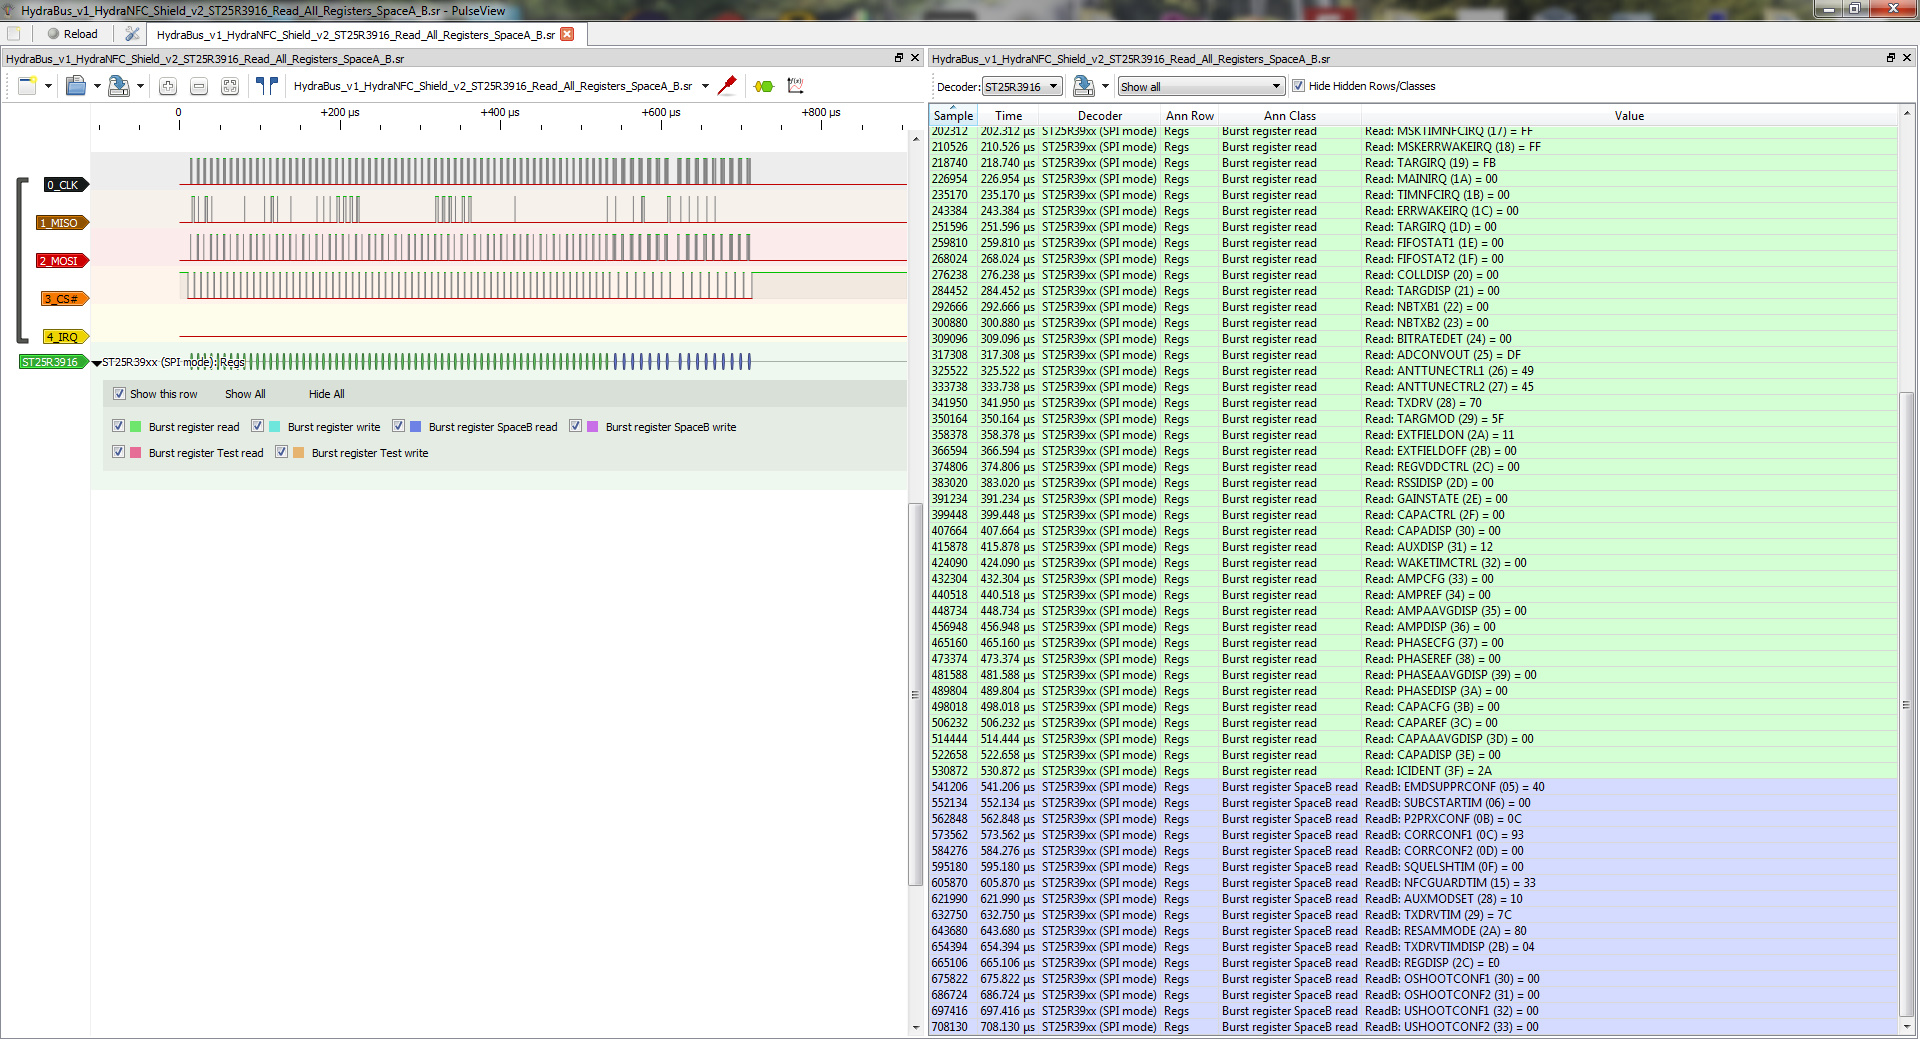 HydraBus_v1_HydraNFC_Shield_v2_ST25R3916_Read_All_Registers_SpaceA_B.sr - PulseView
Reload
HydraBus_v1_HydraNFC_Shield_v2_ST25R3916_Read_All_Registers_SpaceA_B.sr
HydraBus_v1_HydraNFC_Shield_v2_ST25R3916_Read_All_Registers_SpaceA_B.sr
HydraBus_v1_HydraNFC_Shield_v2_ST25R3916_Read_All_Registers_SpaceA_B.sr
0 +200 µs +400 µs +600 µs +800 µs
0_CLK
1_MISO
2_MOSI
3_CS#
4_IRQ
ST25R3916 ST25R39xx (SPI mode): Regs
Show this row Show All Hide All
Burst register read Burst register write Burst register SpaceB read Burst register SpaceB write
Burst register Test read Burst register Test write
HydraBus_v1_HydraNFC_Shield_v2_ST25R3916_Read_All_Registers_SpaceA_B.sr
Decoder: ST25R3916 Show all Hide Hidden Rows/Classes
Sample Time Decoder Ann Row Ann Class Value
202312 202.312 µs ST25R39xx (SPI mode) Regs Burst register read Read: MSKTIMNFCIRQ (17) = FF
210526 210.526 µs ST25R39xx (SPI mode) Regs Burst register read Read: MSKERRWAKEIRQ (18) = FF
218740 218.740 µs ST25R39xx (SPI mode) Regs Burst register read Read: TARGIRQ (19) = FB
226954 226.954 µs ST25R39xx (SPI mode) Regs Burst register read Read: MAINIRQ (1A) = 00
235170 235.170 µs ST25R39xx (SPI mode) Regs Burst register read Read: TIMNFCIRQ (1B) = 00
243384 243.384 µs ST25R39xx (SPI mode) Regs Burst register read Read: ERRWAKEIRQ (1C) = 00
251596 251.596 µs ST25R39xx (SPI mode) Regs Burst register read Read: TARGIRQ (1D) = 00
259810 259.810 µs ST25R39xx (SPI mode) Regs Burst register read Read: FIFOSTAT1 (1E) = 00
268024 268.024 µs ST25R39xx (SPI mode) Regs Burst register read Read: FIFOSTAT2 (1F) = 00
276238 276.238 µs ST25R39xx (SPI mode) Regs Burst register read Read: COLLDISP (20) = 00
284452 284.452 µs ST25R39xx (SPI mode) Regs Burst register read Read: TARGDISP (21) = 00
292666 292.666 µs ST25R39xx (SPI mode) Regs Burst register read Read: NBTXB1 (22) = 00
300880 300.880 µs ST25R39xx (SPI mode) Regs Burst register read Read: NBTXB2 (23) = 00
309096 309.096 µs ST25R39xx (SPI mode) Regs Burst register read Read: BITRATEDET (24) = 00
317308 317.308 µs ST25R39xx (SPI mode) Regs Burst register read Read: ADCONVOUT (25) = DF
325522 325.522 µs ST25R39xx (SPI mode) Regs Burst register read Read: ANTTUNECTRL1 (26) = 49
333738 333.738 µs ST25R39xx (SPI mode) Regs Burst register read Read: ANTTUNECTRL2 (27) = 45
341950 341.950 µs ST25R39xx (SPI mode) Regs Burst register read Read: TXDRV (28) = 70
350164 350.164 µs ST25R39xx (SPI mode) Regs Burst register read Read: TARGMOD (29) = 5F
358378 358.378 µs ST25R39xx (SPI mode) Regs Burst register read Read: EXTFIELDON (2A) = 11
366594 366.594 µs ST25R39xx (SPI mode) Regs Burst register read Read: EXTFIELDOFF (2B) = 00
374806 374.806 µs ST25R39xx (SPI mode) Regs Burst register read Read: REGVDDCTRL (2C) = 00
383020 383.020 µs ST25R39xx (SPI mode) Regs Burst register read Read: RSSIDISP (2D) = 00
391234 391.234 µs ST25R39xx (SPI mode) Regs Burst register read Read: GAINSTATE (2E) = 00
399448 399.448 µs ST25R39xx (SPI mode) Regs Burst register read Read: CAPACTRL (2F) = 00
407664 407.664 µs ST25R39xx (SPI mode) Regs Burst register read Read: CAPADISP (30) = 00
415878 415.878 µs ST25R39xx (SPI mode) Regs Burst register read Read: AUXDISP (31) = 12
424090 424.090 µs ST25R39xx (SPI mode) Regs Burst register read Read: WAKETIMCTRL (32) = 00
432304 432.304 µs ST25R39xx (SPI mode) Regs Burst register read Read: AMPCFG (33) = 00
440518 440.518 µs ST25R39xx (SPI mode) Regs Burst register read Read: AMPREF (34) = 00
448734 448.734 µs ST25R39xx (SPI mode) Regs Burst register read Read: AMPAAVGDISP (35) = 00
456948 456.948 µs ST25R39xx (SPI mode) Regs Burst register read Read: AMPDISP (36) = 00
465160 465.160 µs ST25R39xx (SPI mode) Regs Burst register read Read: PHASECFG (37) = 00
473374 473.374 µs ST25R39xx (SPI mode) Regs Burst register read Read: PHASEREF (38) = 00
481588 481.588 µs ST25R39xx (SPI mode) Regs Burst register read Read: PHASEAAVGDISP (39) = 00
489804 489.804 µs ST25R39xx (SPI mode) Regs Burst register read Read: PHASEDISP (3A) = 00
498018 498.018 µs ST25R39xx (SPI mode) Regs Burst register read Read: CAPACFG (3B) = 00
506232 506.232 µs ST25R39xx (SPI mode) Regs Burst register read Read: CAPAREF (3C) = 00
514444 514.444 µs ST25R39xx (SPI mode) Regs Burst register read Read: CAPAAAVGDISP (3D) = 00
522658 522.658 µs ST25R39xx (SPI mode) Regs Burst register read Read: CAPADISP (3E) = 00
530872 530.872 µs ST25R39xx (SPI mode) Regs Burst register read Read: ICIDENT (3F) = 2A
541206 541.206 µs ST25R39xx (SPI mode) Regs Burst register SpaceB read ReadB: EMDSUPPRCONF (05) = 40
552134 552.134 µs ST25R39xx (SPI mode) Regs Burst register SpaceB read ReadB: SUBCSTARTIM (06) = 00
562848 562.848 µs ST25R39xx (SPI mode) Regs Burst register SpaceB read ReadB: P2PRXCONF (0B) = 0C
573562 573.562 µs ST25R39xx (SPI mode) Regs Burst register SpaceB read ReadB: CORRCONF1 (0C) = 93
584276 584.276 µs ST25R39xx (SPI mode) Regs Burst register SpaceB read ReadB: CORRCONF2 (0D) = 00
595180 595.180 µs ST25R39xx (SPI mode) Regs Burst register SpaceB read ReadB: SQUELSHTIM (0F) = 00
605870 605.870 µs ST25R39xx (SPI mode) Regs Burst register SpaceB read ReadB: NFCGUARDTIM (15) = 33
621990 621.990 µs ST25R39xx (SPI mode) Regs Burst register SpaceB read ReadB: AUXMODSET (28) = 10
632750 632.750 µs ST25R39xx (SPI mode) Regs Burst register SpaceB read ReadB: TXDRVTIM (29) = 7C
643680 643.680 µs ST25R39xx (SPI mode) Regs Burst register SpaceB read ReadB: RESAMMODE (2A) = 80
654394 654.394 µs ST25R39xx (SPI mode) Regs Burst register SpaceB read ReadB: TXDRVTIMDISP (2B) = 04
665106 665.106 µs ST25R39xx (SPI mode) Regs Burst register SpaceB read ReadB: REGDISP (2C) = E0
675822 675.822 µs ST25R39xx (SPI mode) Regs Burst register SpaceB read ReadB: OSHOOTCONF1 (30) = 00
686724 686.724 µs ST25R39xx (SPI mode) Regs Burst register SpaceB read ReadB: OSHOOTCONF2 (31) = 00
697416 697.416 µs ST25R39xx (SPI mode) Regs Burst register SpaceB read ReadB: USHOOTCONF1 (32) = 00
708130 708.130 µs ST25R39xx (SPI mode) Regs Burst register SpaceB read ReadB: USHOOTCONF2 (33) = 00